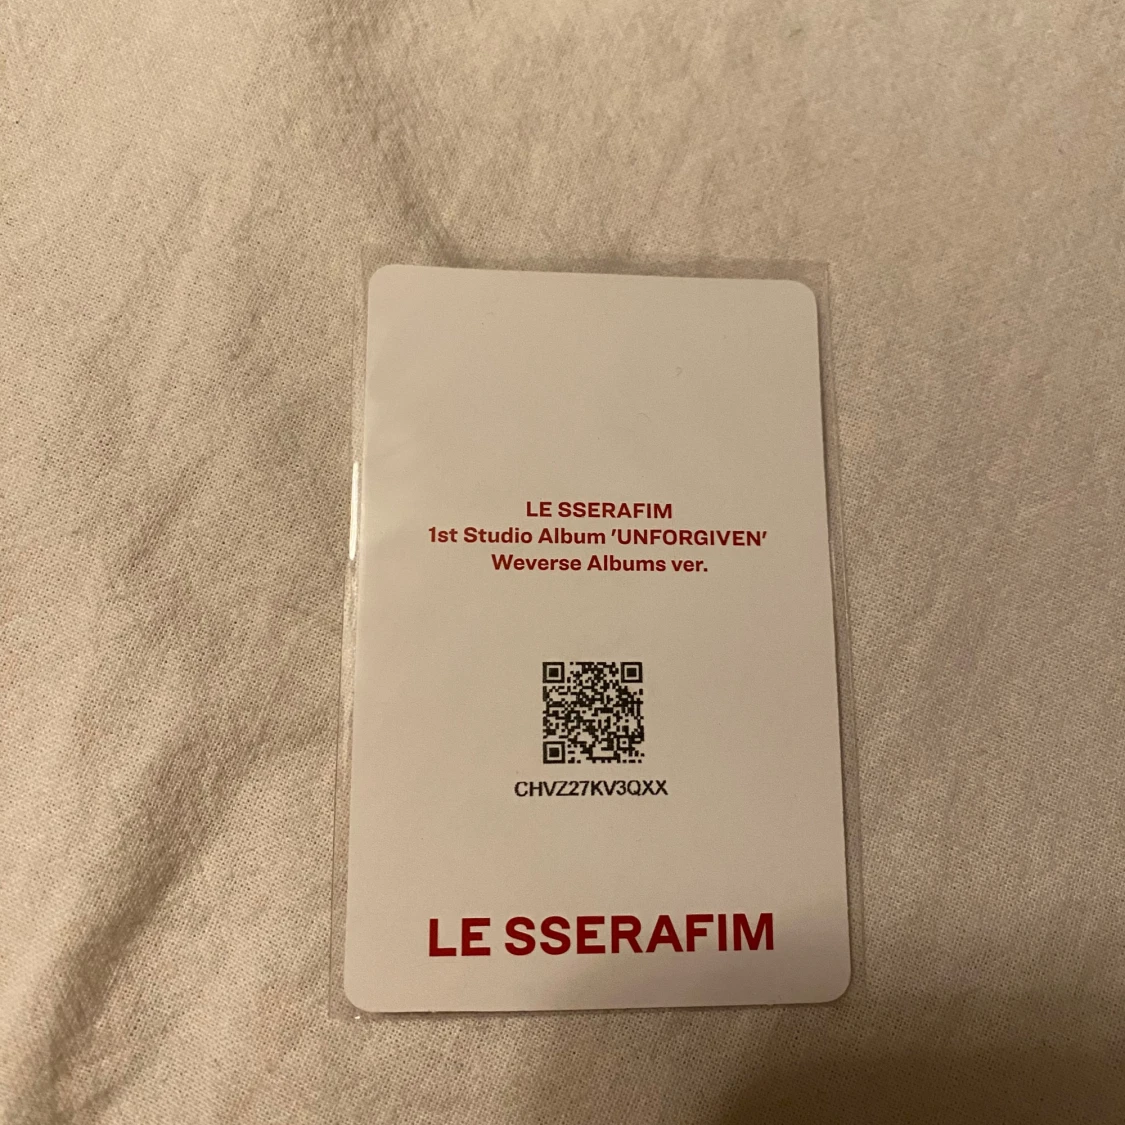 LE SSERAFIM
1st Studio Album 'UNFORGIVEN'
Weverse Albums ver.
CHVZ27KV3QXX
LE SSERAFIM